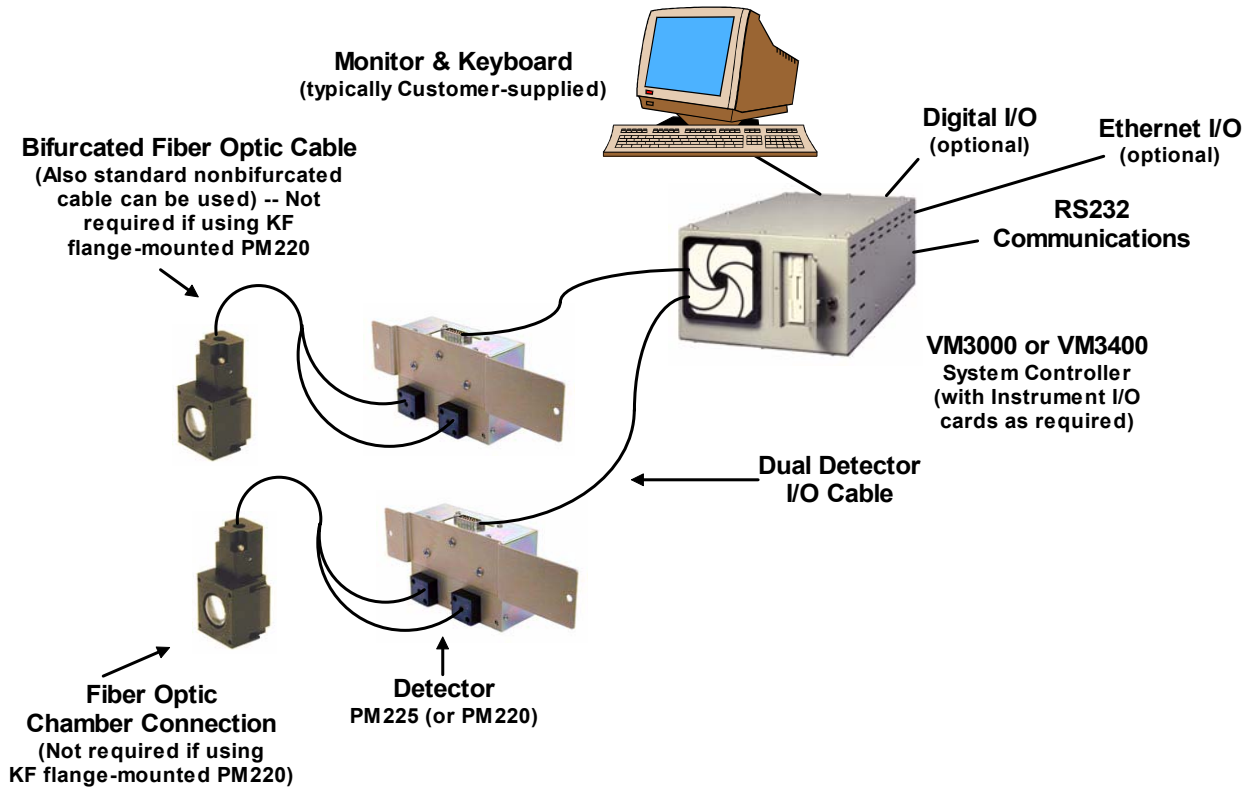 Monitor & Keyboard
(typically Customer-supplied)
Digital I/O
(optional)
Ethernet I/O
(optional)
RS232
Communications
Bifurcated Fiber Optic Cable
(Also standard nonbifurcated
cable can be used) -- Not
required if using KF
flange-mounted PM220
VM3000 or VM3400
System Controller
(with Instrument I/O
cards as required)
Dual Detector
I/O Cable
Fiber Optic
Chamber Connection
(Not required if using
KF flange-mounted PM220)
Detector
PM225 (or PM220)